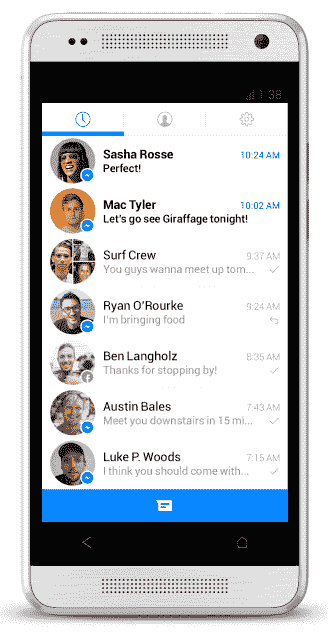 1:38
Sasha Rosse 10:24 AM
Perfect!
Mac Tyler 10:02 AM
Let's go see Giraffage tonight!
Surf Crew 9:37 AM
You guys wanna meet up tom...
Ryan O'Rourke 9:24 AM
I'm bringing food
Ben Langholz 8:35 AM
Thanks for stopping by!
Austin Bales 7:43 AM
Meet you downstairs in 15 mi...
Luke P. Woods 7:15 AM
I think you should come with...